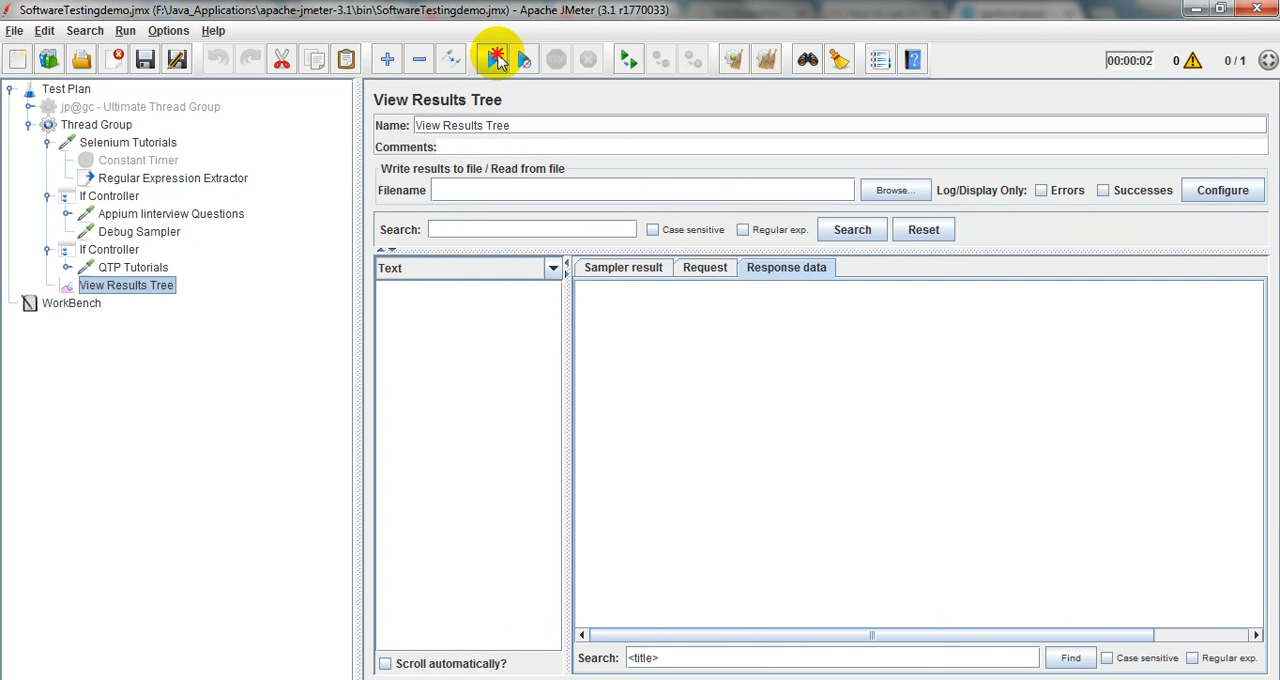 SoftwareTestingdemo.jmx (F:\Java_Applications\apache-jmeter-3.1\bin\SoftwareTestingdemo.jmx) - Apache JMeter (3.1 r1770033)
File Edit Search Run Options Help
00:00:02 0 0 / 1
Test Plan
jp@gc - Ultimate Thread Group
Thread Group
Selenium Tutorials
Constant Timer
Regular Expression Extractor
If Controller
Appium Iinterview Questions
Debug Sampler
If Controller
QTP Tutorials
View Results Tree
WorkBench
View Results Tree
Name: View Results Tree
Comments:
Write results to file / Read from file
Filename Browse... Log/Display Only: Errors Successes Configure
Search: Case sensitive Regular exp. Search Reset
Text
Sampler result Request Response data
Scroll automatically?
Search: <title> Find Case sensitive Regular exp.